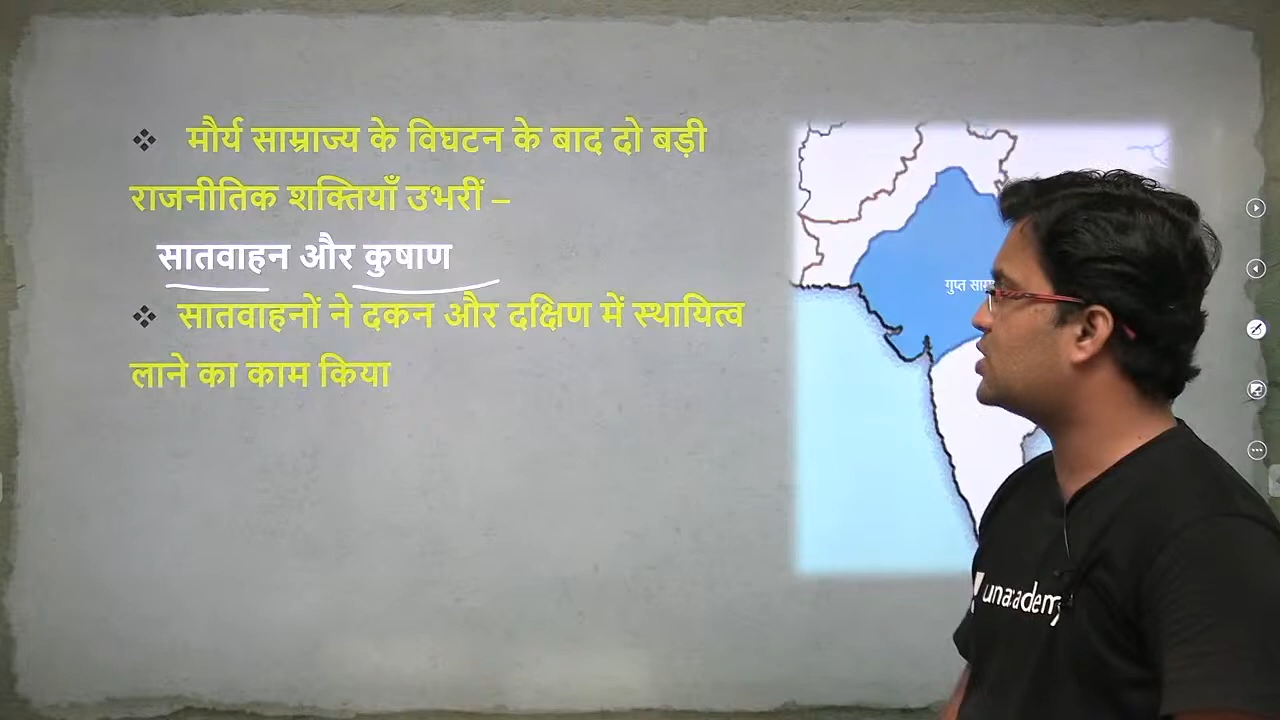 ❖ मौर्य साम्राज्य के विघटन के बाद दो बड़ी
राजनीतिक शक्तियाँ उभरीं –
सातवाहन और कुषाण
❖ सातवाहनों ने दकन और दक्षिण में स्थायित्व
लाने का काम किया
गुप्त
unacademy